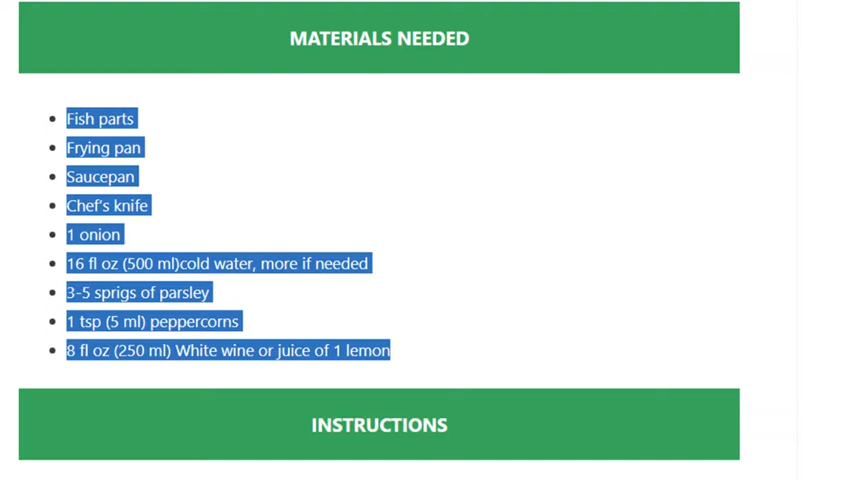 MATERIALS NEEDED
Fish parts
Frying pan
Saucepan
Chef's knife
1 onion
16 fl oz (500 ml)cold water, more if needed
3-5 sprigs of parsley
1 tsp (5 ml) peppercorns
8 fl oz (250 ml) White wine or juice of 1 lemon
INSTRUCTIONS